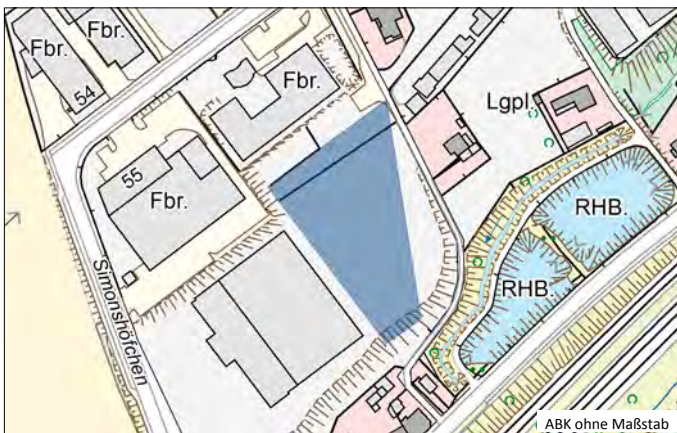 Fbr.
Fbr.
54
Fbr.
Lgpl.
55
Fbr.
RHB.
RHB.
Simonshöfchen
ABK ohne Maßstab